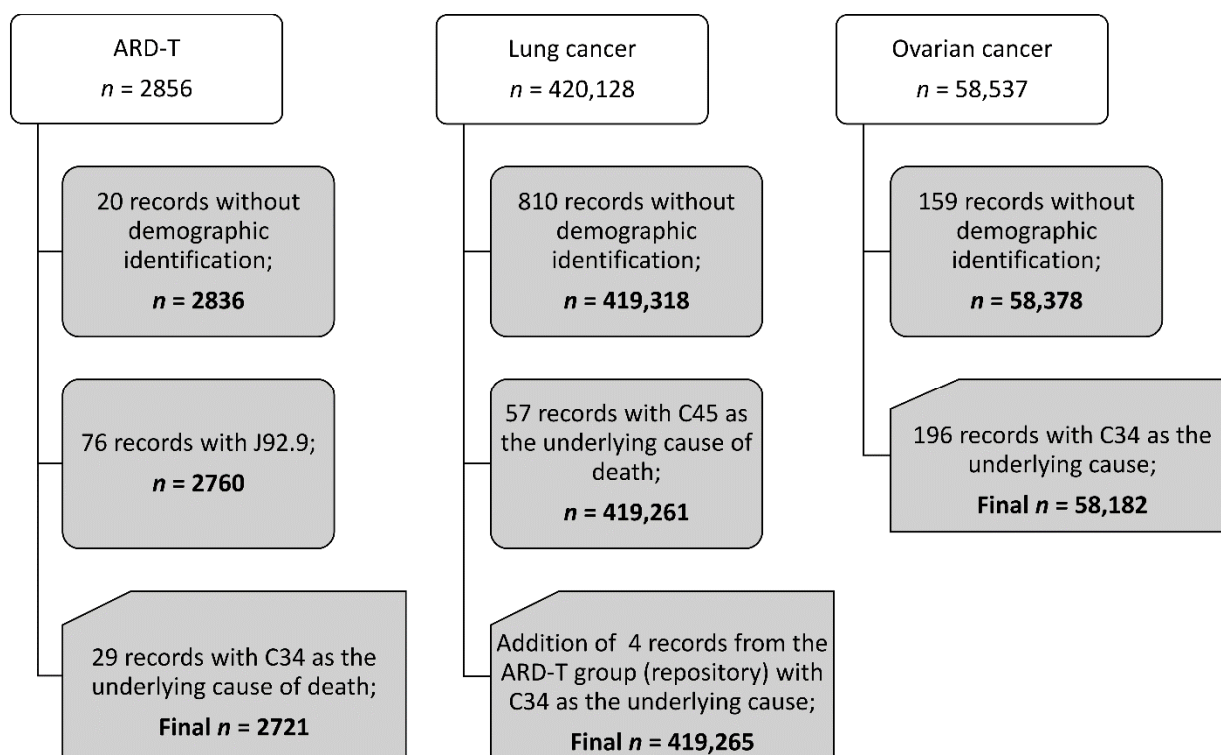 ARD-T
n = 2856
20 records without
demographic
identification;
n = 2836
76 records with J92.9;
n = 2760
29 records with C34 as the
underlying cause of death;
Final n = 2721
Lung cancer
n = 420,128
810 records without
demographic
identification;
n = 419,318
57 records with C45 as
the underlying cause of
death;
n = 419,261
Addition of 4 records from the
ARD-T group (repository) with
C34 as the underlying cause;
Final n = 419,265
Ovarian cancer
n = 58,537
159 records without
demographic
identification;
n = 58,378
196 records with C34 as the
underlying cause;
Final n = 58,182